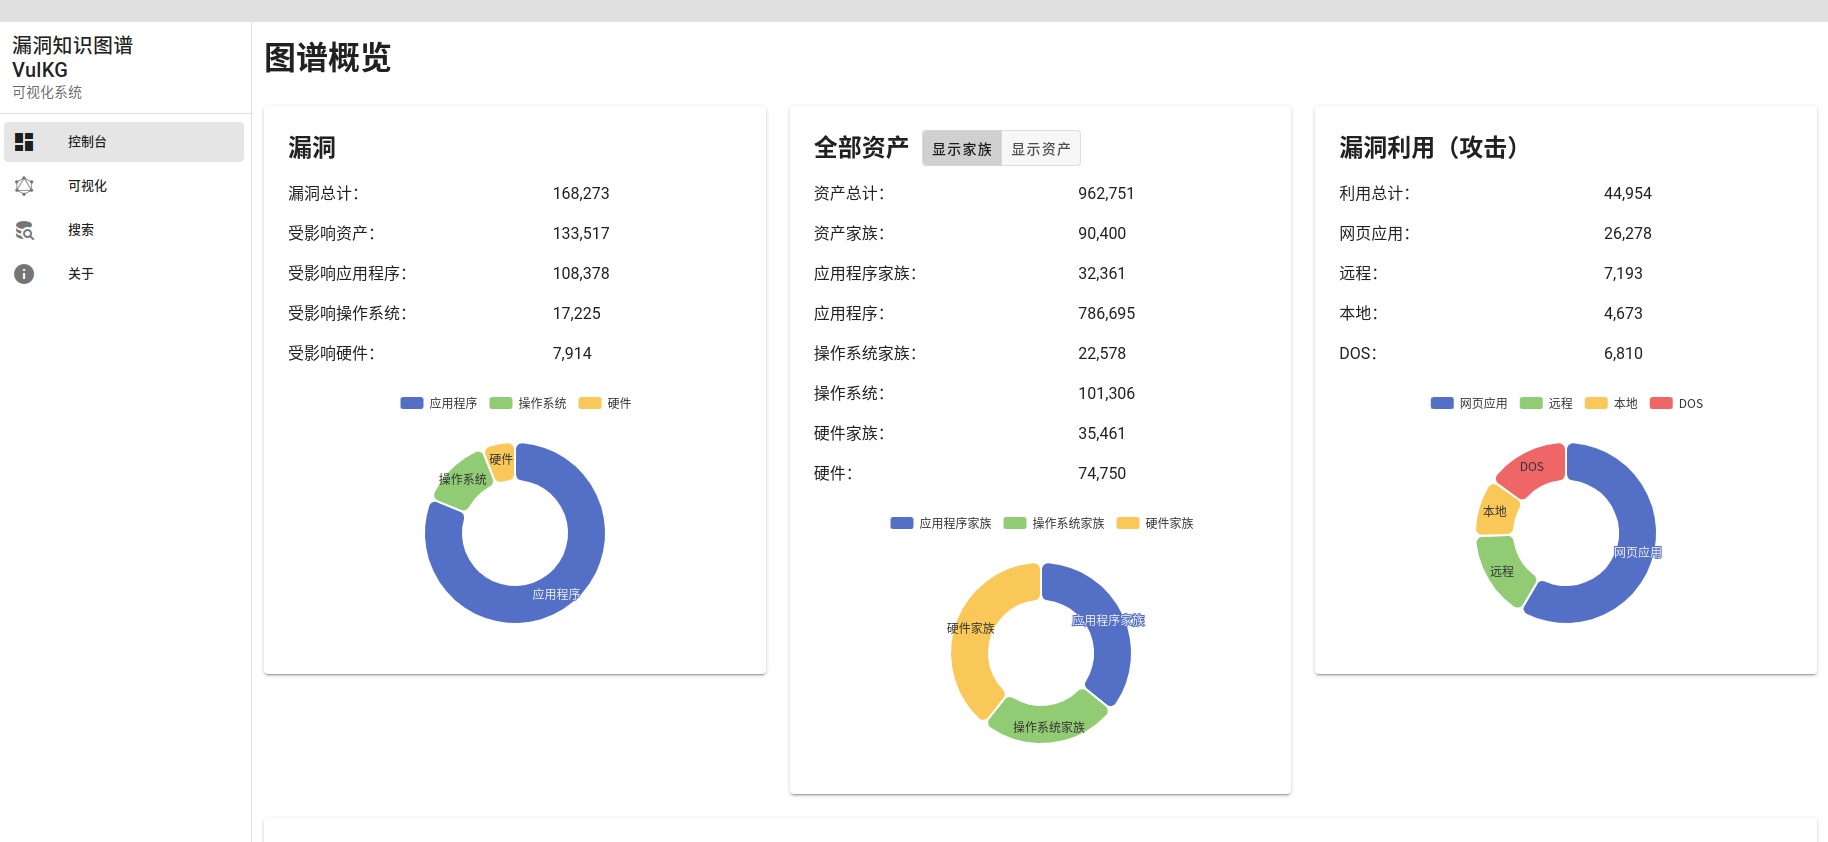 漏洞知识图谱
VulKG
可视化系统
控制台
可视化
搜索
关于
图谱概览
漏洞
漏洞总计： 168,273
受影响资产： 133,517
受影响应用程序： 108,378
受影响操作系统： 17,225
受影响硬件： 7,914
应用程序 操作系统 硬件
硬件
操作系统
应用程序
全部资产 显示家族 显示资产
资产总计： 962,751
资产家族： 90,400
应用程序家族： 32,361
应用程序： 786,695
操作系统家族： 22,578
操作系统： 101,306
硬件家族： 35,461
硬件： 74,750
应用程序家族 操作系统家族 硬件家族
应用程序家族
硬件家族
操作系统家族
漏洞利用（攻击）
利用总计： 44,954
网页应用： 26,278
远程： 7,193
本地： 4,673
DOS： 6,810
网页应用 远程 本地 DOS
DOS
本地
网页应用
远程